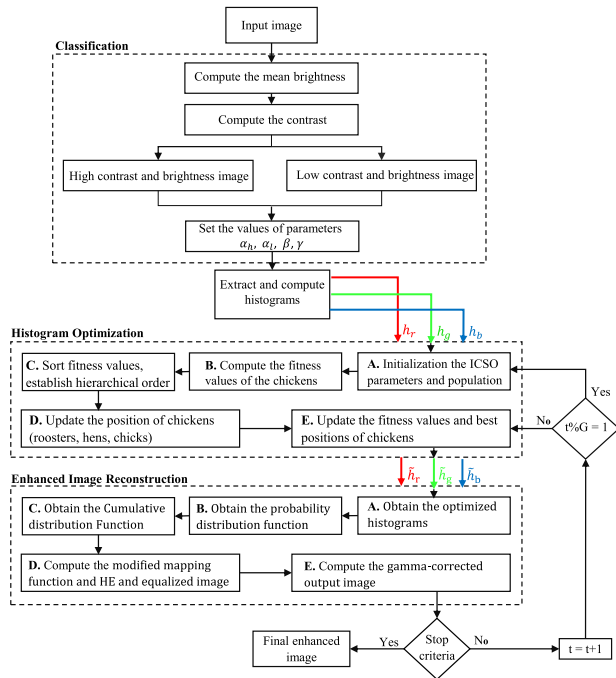 Input image
Classification
Compute the mean brightness
Compute the contrast
High contrast and brightness image
Low contrast and brightness image
Set the values of parameters
αₕ, αₗ, β, γ
Extract and compute
histograms
hᵣ
h_g
h_b
Histogram Optimization
C. Sort fitness values,
establish hierarchical order
B. Compute the fitness
values of the chickens
A. Initialization the ICSO
parameters and population
D. Update the position of chickens
(roosters, hens, chicks)
E. Update the fitness values and best
positions of chickens
No
Yes
t%G = 1
h̃ᵣ
h̃_g
h̃_b
Enhanced Image Reconstruction
C. Obtain the Cumulative
distribution Function
B. Obtain the probability
distribution function
A. Obtain the optimized
histograms
D. Compute the modified mapping
function and HE and equalized image
E. Compute the gamma-corrected
output image
Final enhanced
image
Yes
Stop
criteria
No
t = t+1